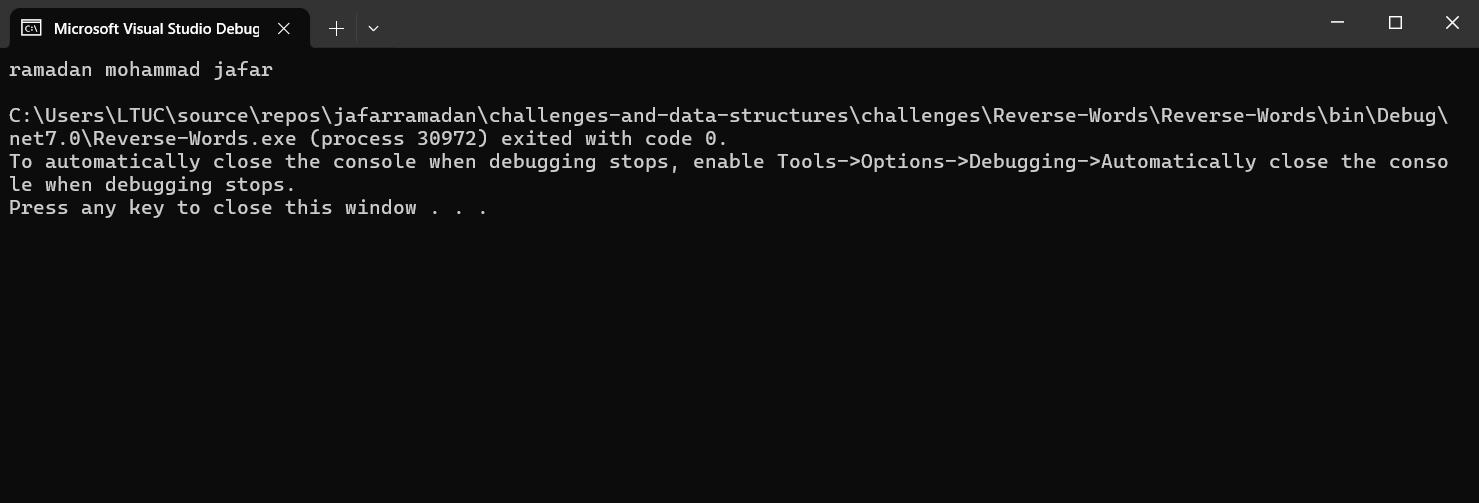 Microsoft Visual Studio Debug
ramadan mohammad jafar
C:\Users\LTUC\source\repos\jafarramadan\challenges-and-data-structures\challenges\Reverse-Words\Reverse-Words\bin\Debug\
net7.0\Reverse-Words.exe (process 30972) exited with code 0.
To automatically close the console when debugging stops, enable Tools->Options->Debugging->Automatically close the conso
le when debugging stops.
Press any key to close this window . . .